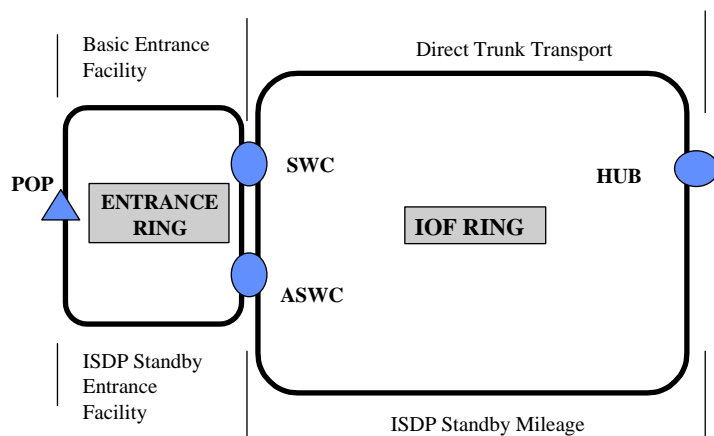 Basic Entrance
Facility
Direct Trunk Transport
POP
SWC
HUB
ENTRANCE
RING
IOF RING
ASWC
ISDP Standby
Entrance
Facility
ISDP Standby Mileage